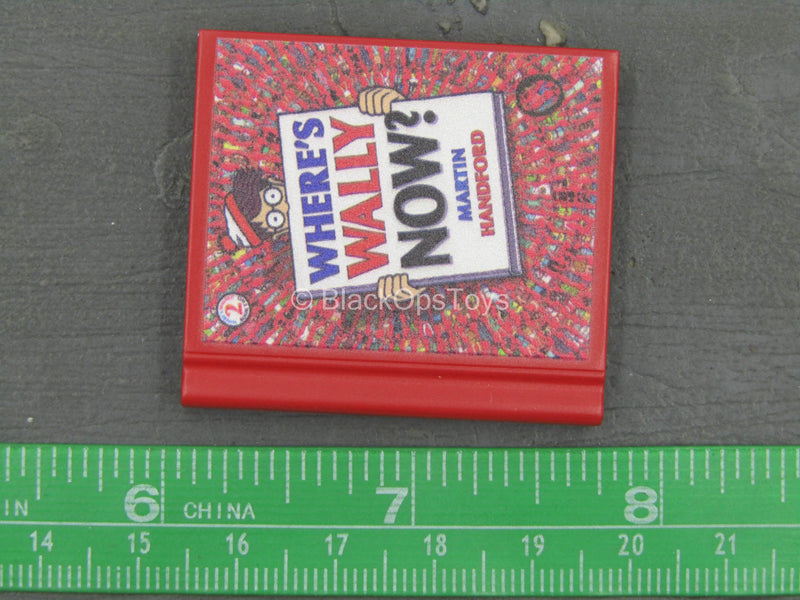 WHERE'S
WALLY
NOW?
MARTIN
HANDFORD
2
© BlackOpsToys
IN 6 CHINA 7 8
14 15 16 17 18 19 20 21